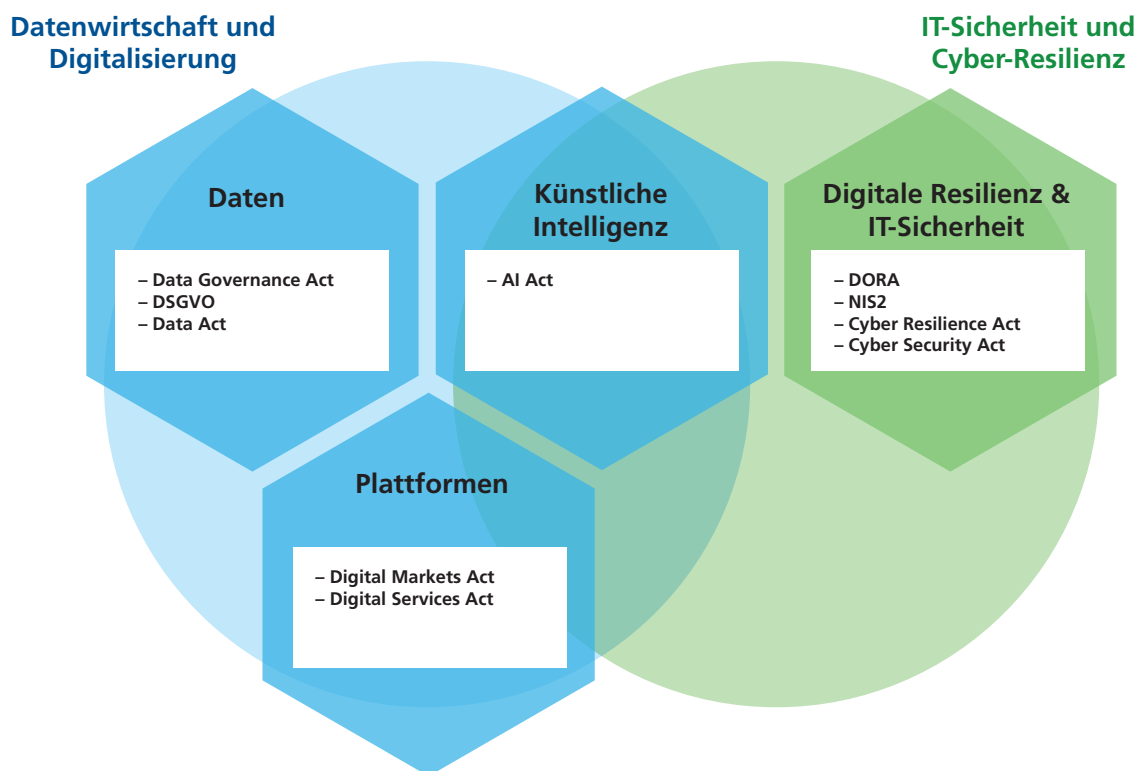 Datenwirtschaft und
Digitalisierung
IT-Sicherheit und
Cyber-Resilienz
Daten
– Data Governance Act
– DSGVO
– Data Act
Künstliche
Intelligenz
– AI Act
Digitale Resilienz &
IT-Sicherheit
– DORA
– NIS2
– Cyber Resilience Act
– Cyber Security Act
Plattformen
– Digital Markets Act
– Digital Services Act